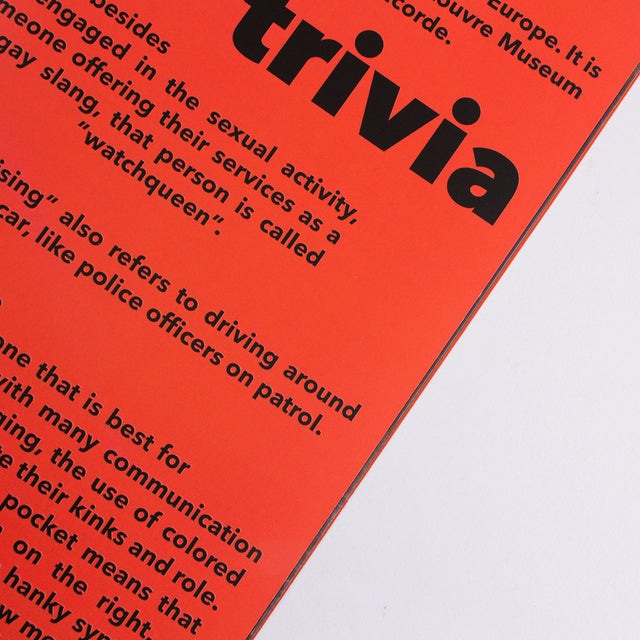 Europe. It is
Louvre Museum
trivia
besides
engaged in the sexual activity,
someone offering their services as a
gay slang, that person is called
"watchqueen".
also refers to driving around
car, like police officers on patrol.
one that is best for
with many communication
the use of colored
their kinks and role.
pocket means that
on the right,
hanky